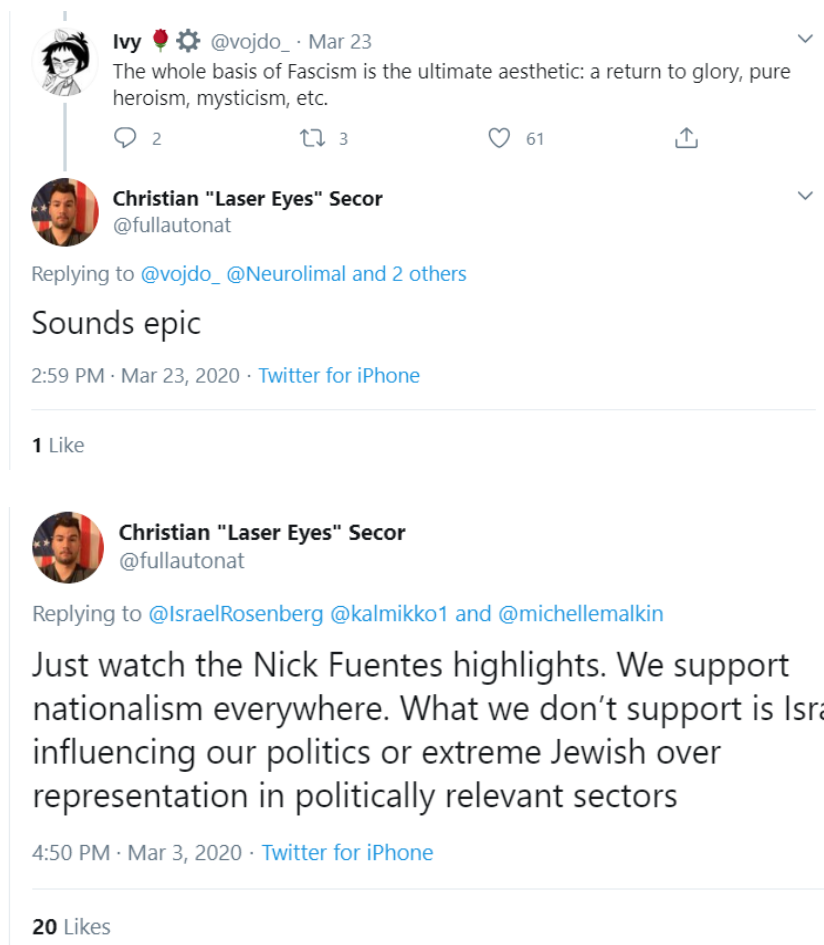 Ivy 🌹 ⚙ @vojdo_ · Mar 23
The whole basis of Fascism is the ultimate aesthetic: a return to glory, pure
heroism, mysticism, etc.
2 3 61
Christian "Laser Eyes" Secor
@fullautonat
Replying to @vojdo_ @Neurolimal and 2 others
Sounds epic
2:59 PM · Mar 23, 2020 · Twitter for iPhone
1 Like
Christian "Laser Eyes" Secor
@fullautonat
Replying to @IsraelRosenberg @kalmikko1 and @michellemalkin
Just watch the Nick Fuentes highlights. We support
nationalism everywhere. What we don't support is Isra
influencing our politics or extreme Jewish over
representation in politically relevant sectors
4:50 PM · Mar 3, 2020 · Twitter for iPhone
20 Likes